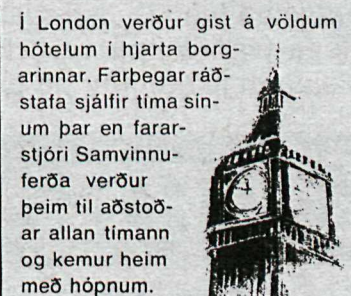 Í London verður gist á völdum
hótelum í hjarta borg-
arinnar. Farþegar ráð-
stafa sjálfir tíma sín-
um þar en farar-
stjóri Samvinnu-
ferða verður
þeim til aðstoð-
ar allan tímann
og kemur heim
með hópnum.